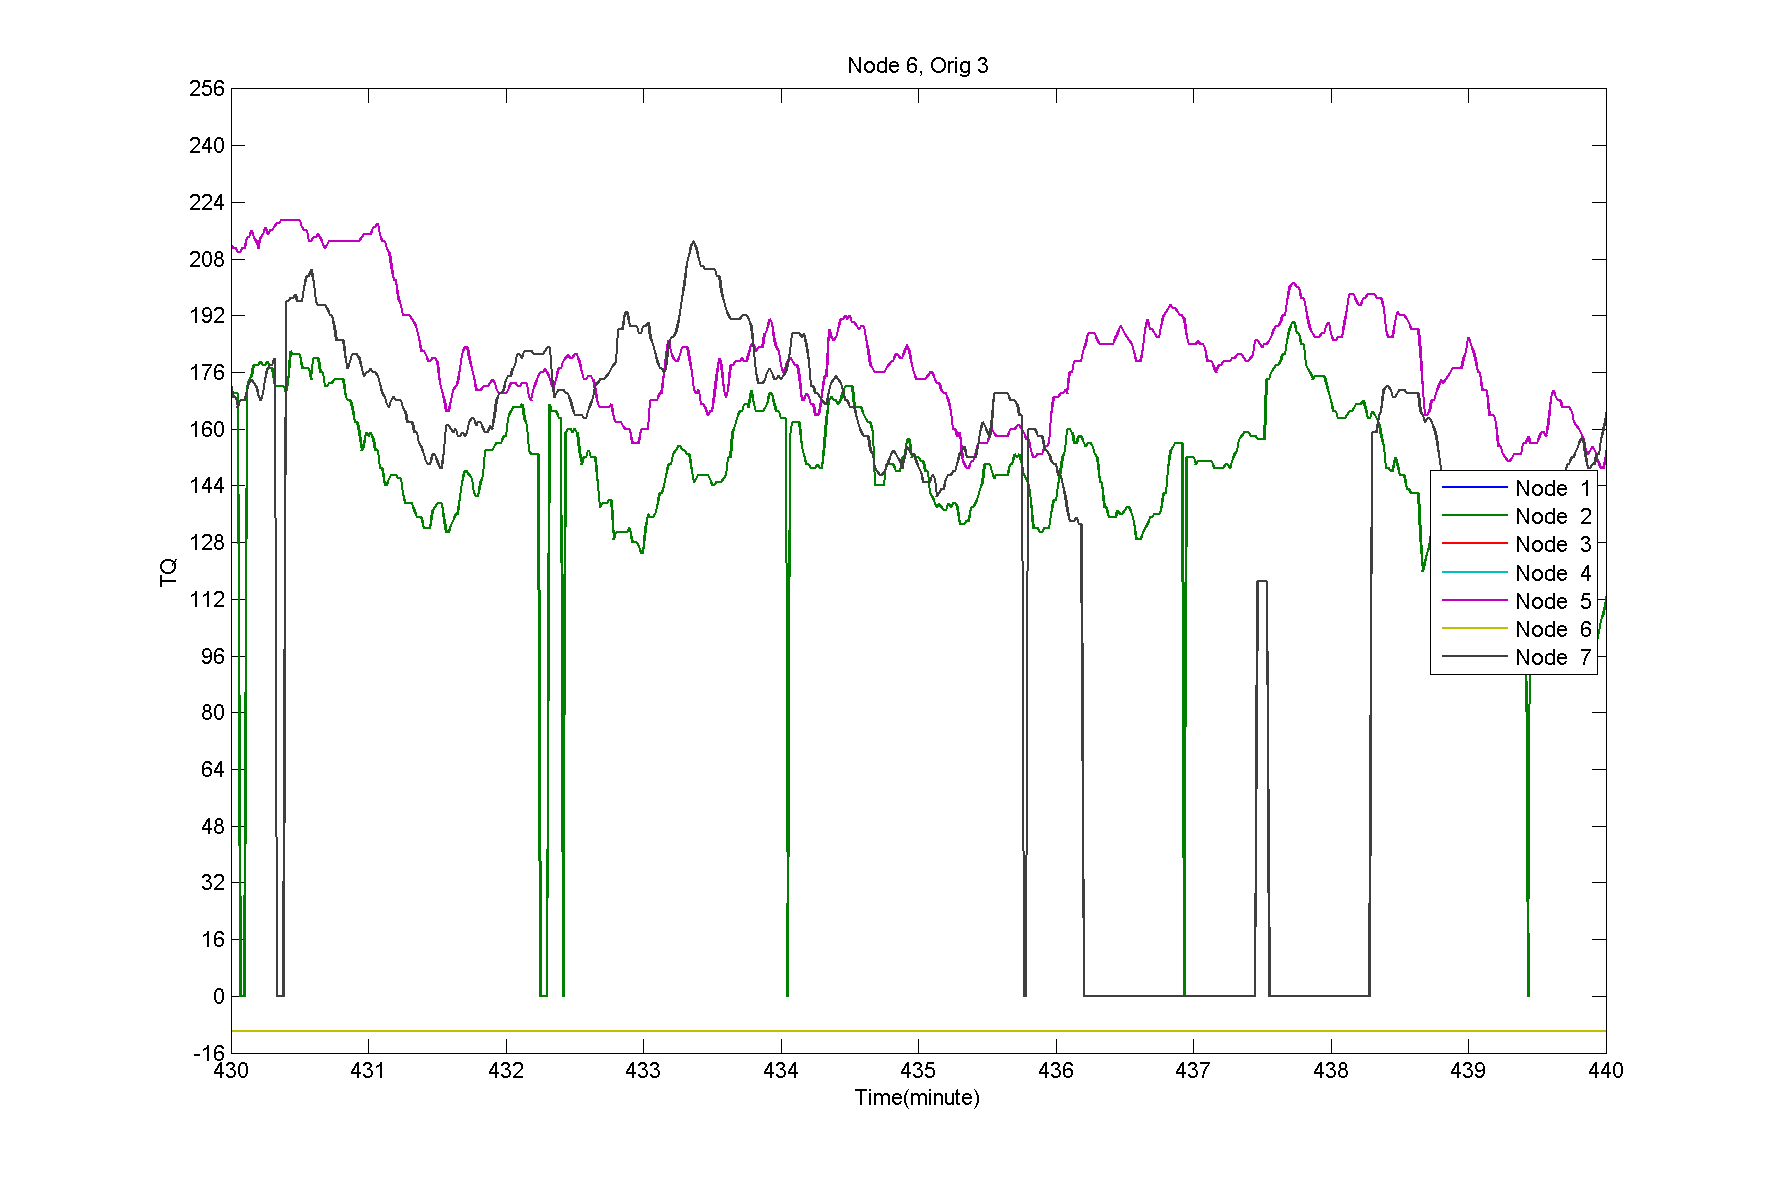 Node 6, Orig 3
256
240
224
208
192
176
160
144
128
112
96
80
64
48
32
16
0
-16
TQ
Node 1
Node 2
Node 3
Node 4
Node 5
Node 6
Node 7
430 431 432 433 434 435 436 437 438 439 440
Time(minute)